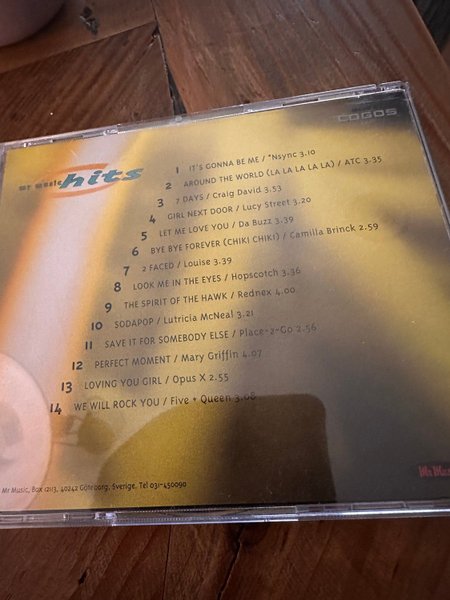 CDG05
mr music hits
1 IT'S GONNA BE ME / *Nsync 3.10
2 AROUND THE WORLD (LA LA LA LA LA) / ATC 3.35
3 7 DAYS / Craig David 3.53
4 GIRL NEXT DOOR / Lucy Street 3.20
5 LET ME LOVE YOU / Da Buzz 3.39
6 BYE BYE FOREVER (CHIKI CHIKI) / Camilla Brinck 2.59
7 2 FACED / Louise 3.39
8 LOOK ME IN THE EYES / Hopscotch 3.36
9 THE SPIRIT OF THE HAWK / Rednex 4.00
10 SODAPOP / Lutricia McNeal 3.21
11 SAVE IT FOR SOMEBODY ELSE / Place-2-Go 2.56
12 PERFECT MOMENT / Mary Griffin 4.07
13 LOVING YOU GIRL / Opus X 2.55
14 WE WILL ROCK YOU / Five + Queen 3.08
Mr Music, Box 12113, 40242 Göteborg, Sverige. Tel 031-450090